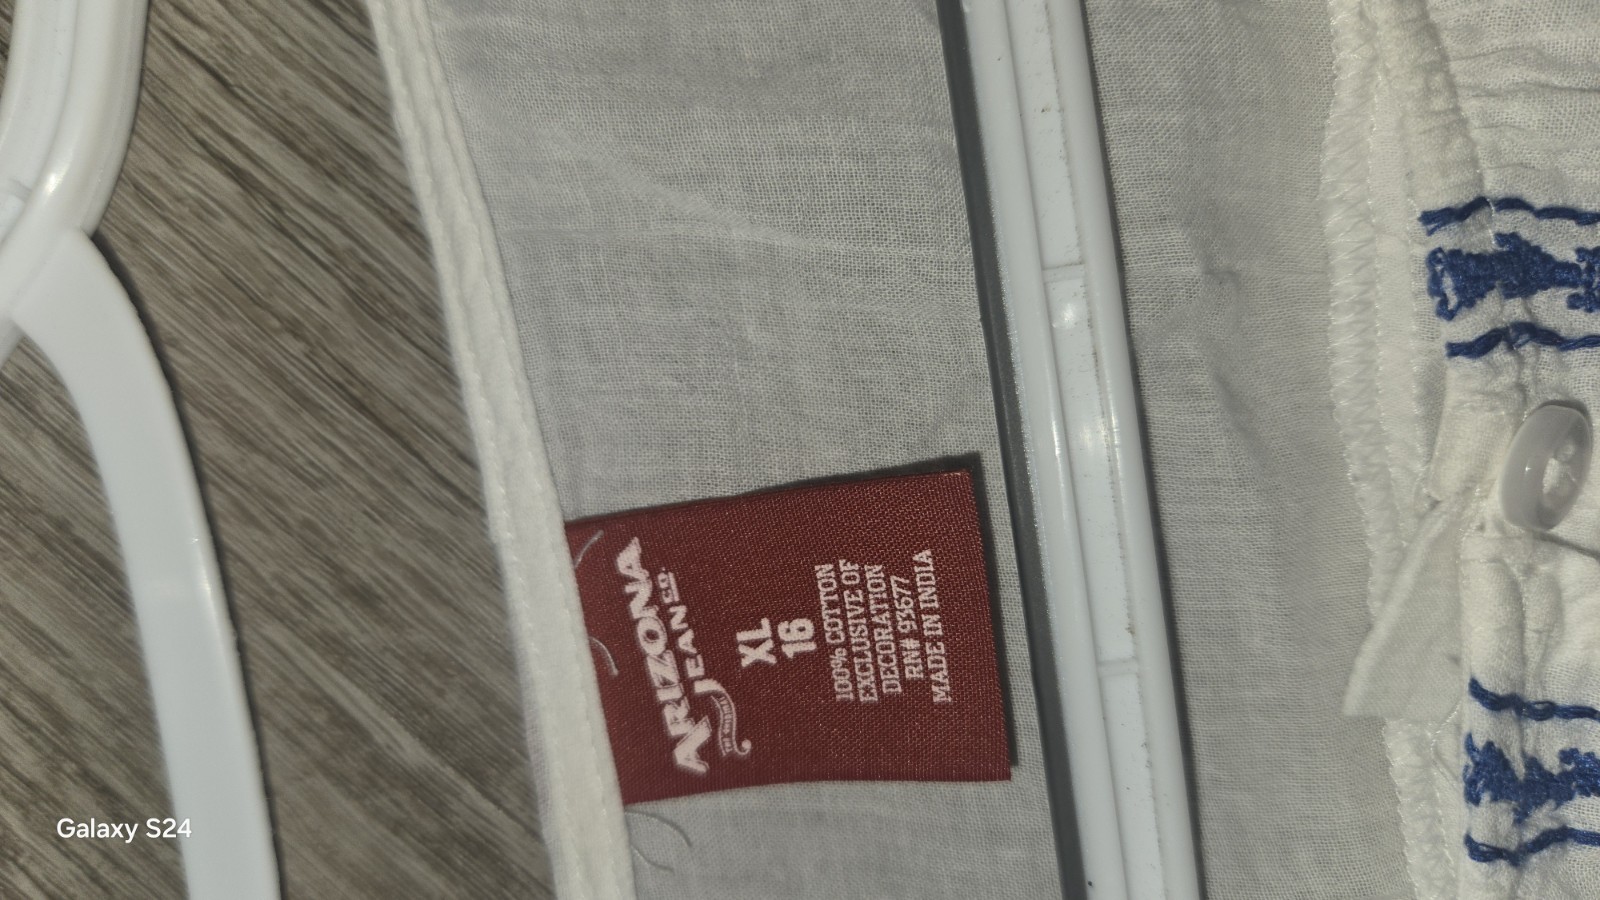 ARIZONA
JEAN CO.
XL
16
100% COTTON
EXCLUSIVE OF
DECORATION
RN# 93677
MADE IN INDIA
Galaxy S24